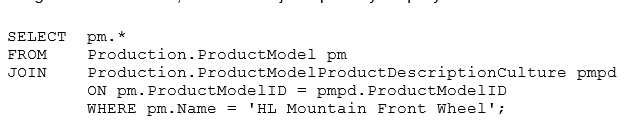 SELECT pm.*
FROM Production.ProductModel pm
JOIN Production.ProductModelProductDescriptionCulture pmpd
ON pm.ProductModelID = pmpd.ProductModelID
WHERE pm.Name = 'HL Mountain Front Wheel';